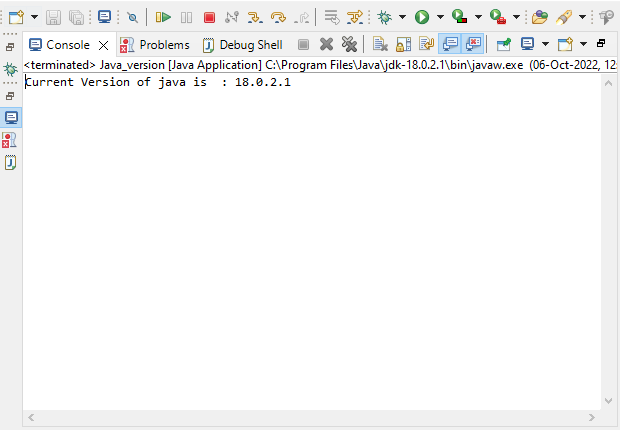 Console Problems Debug Shell
<terminated> Java_version [Java Application] C:\Program Files\Java\jdk-18.0.2.1\bin\javaw.exe (06-Oct-2022, 12:
Current Version of java is  : 18.0.2.1